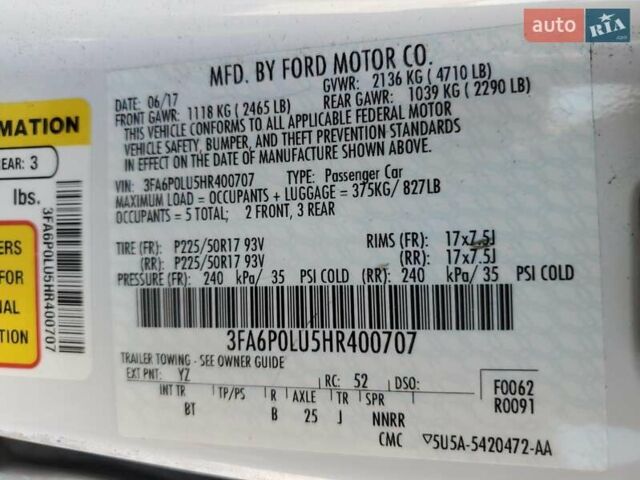 auto RIA .com
MFD. BY FORD MOTOR CO.
DATE: 06/17 GVWR: 2136 KG ( 4710 LB)
FRONT GAWR: 1118 KG ( 2465 LB) REAR GAWR: 1039 KG ( 2290 LB)
THIS VEHICLE CONFORMS TO ALL APPLICABLE FEDERAL MOTOR
VEHICLE SAFETY, BUMPER, AND THEFT PREVENTION STANDARDS
IN EFFECT ON THE DATE OF MANUFACTURE SHOWN ABOVE.
VIN: 3FA6P0LU5HR400707 TYPE: Passenger Car
MAXIMUM LOAD = OCCUPANTS + LUGGAGE = 375KG/ 827LB
OCCUPANTS = 5 TOTAL; 2 FRONT, 3 REAR
TIRE (FR): P225/50R17 93V RIMS (FR): 17x7.5J
(RR): P225/50R17 93V (RR): 17x7.5J
PRESSURE (FR): 240 kPa/ 35 PSI COLD (RR): 240 kPa/ 35 PSI COLD
3FA6P0LU5HR400707
TRAILER TOWING - SEE OWNER GUIDE
EXT PNT: YZ RC: 52 DSO: F0062
INT TR TP/PS R AXLE TR SPR R0091
BT B 25 J NNRR
CMC ▽5U5A-5420472-AA
RMATION
REAR: 3
lbs.
ERS
FOR
NAL
TION
3FA6P0LU5HR400707